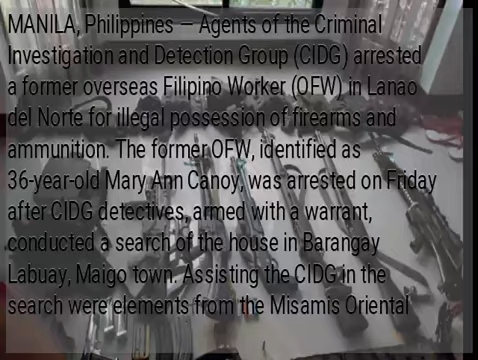 MANILA, Philippines — Agents of the Criminal
Investigation and Detection Group (CIDG) arrested
a former overseas Filipino Worker (OFW) in Lanao
del Norte for illegal possession of firearms and
ammunition. The former OFW, identified as
36-year-old Mary Ann Canoy, was arrested on Friday
after CIDG detectives, armed with a warrant,
conducted a search of the house in Barangay
Labuay, Maigo town. Assisting the CIDG in the
search were elements from the Misamis Oriental